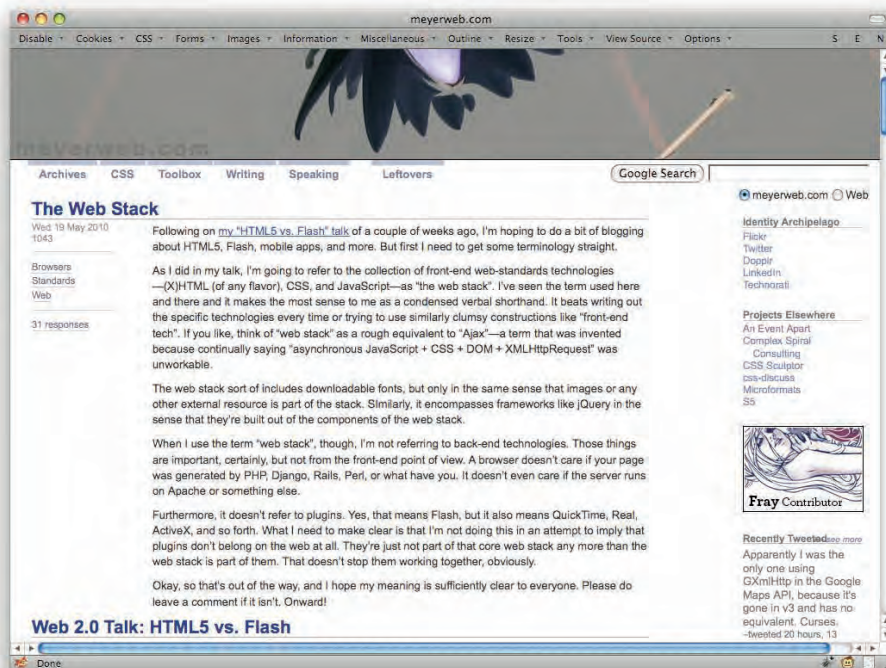 meyerweb.com
Disable Cookies CSS Forms Images Information Miscellaneous Outline Resize Tools View Source Options S E N
meyerweb.com
Archives CSS Toolbox Writing Speaking Leftovers
Google Search
meyerweb.com Web
The Web Stack
Wed 19 May 2010
1043
Browsers
Standards
Web
31 responses
Following on my "HTML5 vs. Flash" talk of a couple of weeks ago, I'm hoping to do a bit of blogging
about HTML5, Flash, mobile apps, and more. But first I need to get some terminology straight.
As I did in my talk, I'm going to refer to the collection of front-end web-standards technologies
—(X)HTML (of any flavor), CSS, and JavaScript—as "the web stack". I've seen the term used here
and there and it makes the most sense to me as a condensed verbal shorthand. It beats writing out
the specific technologies every time or trying to use similarly clumsy constructions like "front-end
tech". If you like, think of "web stack" as a rough equivalent to "Ajax"—a term that was invented
because continually saying "asynchronous JavaScript + CSS + DOM + XMLHttpRequest" was
unworkable.
The web stack sort of includes downloadable fonts, but only in the same sense that images or any
other external resource is part of the stack. SImilarly, it encompasses frameworks like jQuery in the
sense that they're built out of the components of the web stack.
When I use the term "web stack", though, I'm not referring to back-end technologies. Those things
are important, certainly, but not from the front-end point of view. A browser doesn't care if your page
was generated by PHP, Django, Rails, Perl, or what have you. It doesn't even care if the server runs
on Apache or something else.
Furthermore, it doesn't refer to plugins. Yes, that means Flash, but it also means QuickTime, Real,
ActiveX, and so forth. What I need to make clear is that I'm not doing this in an attempt to imply that
plugins don't belong on the web at all. They're just not part of that core web stack any more than the
web stack is part of them. That doesn't stop them working together, obviously.
Okay, so that's out of the way, and I hope my meaning is sufficiently clear to everyone. Please do
leave a comment if it isn't. Onward!
Web 2.0 Talk: HTML5 vs. Flash
Identity Archipelago
Flickr
Twitter
Dopplr
LinkedIn
Technorati
Projects Elsewhere
An Event Apart
Complex Spiral
Consulting
CSS Sculptor
css-discuss
Microformats
S5
Fray Contributor
Recently Tweeted see more
Apparently I was the
only one using
GXmlHttp in the Google
Maps API, because it's
gone in v3 and has no
equivalent. Curses.
–tweeted 20 hours, 13
Done